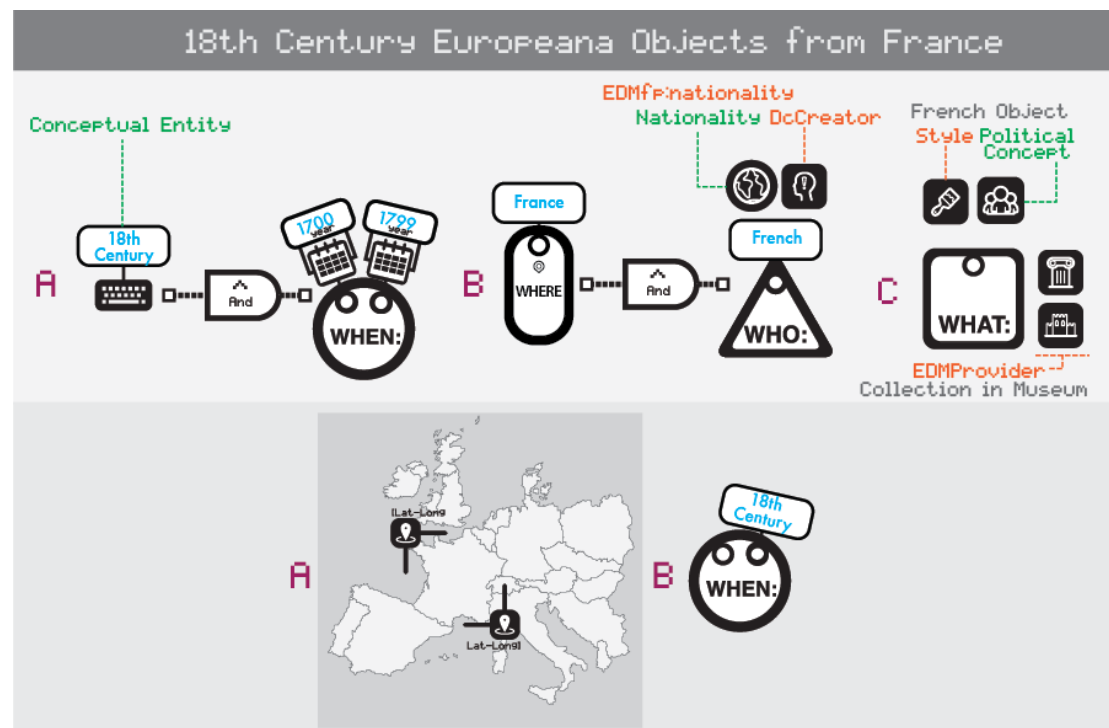 18th Century Europeana Objects from France
Conceptual Entity
18th
Century
A
And
1700
year
1799
year
WHEN:
B
France
WHERE
And
EDMfp:nationality
Nationality DcCreator
French
WHO:
C
French Object
Style Political
Concept
WHAT:
EDMProvider
Collection in Museum
A
[Lat-Long
Lat-Long]
B
18th
Century
WHEN: